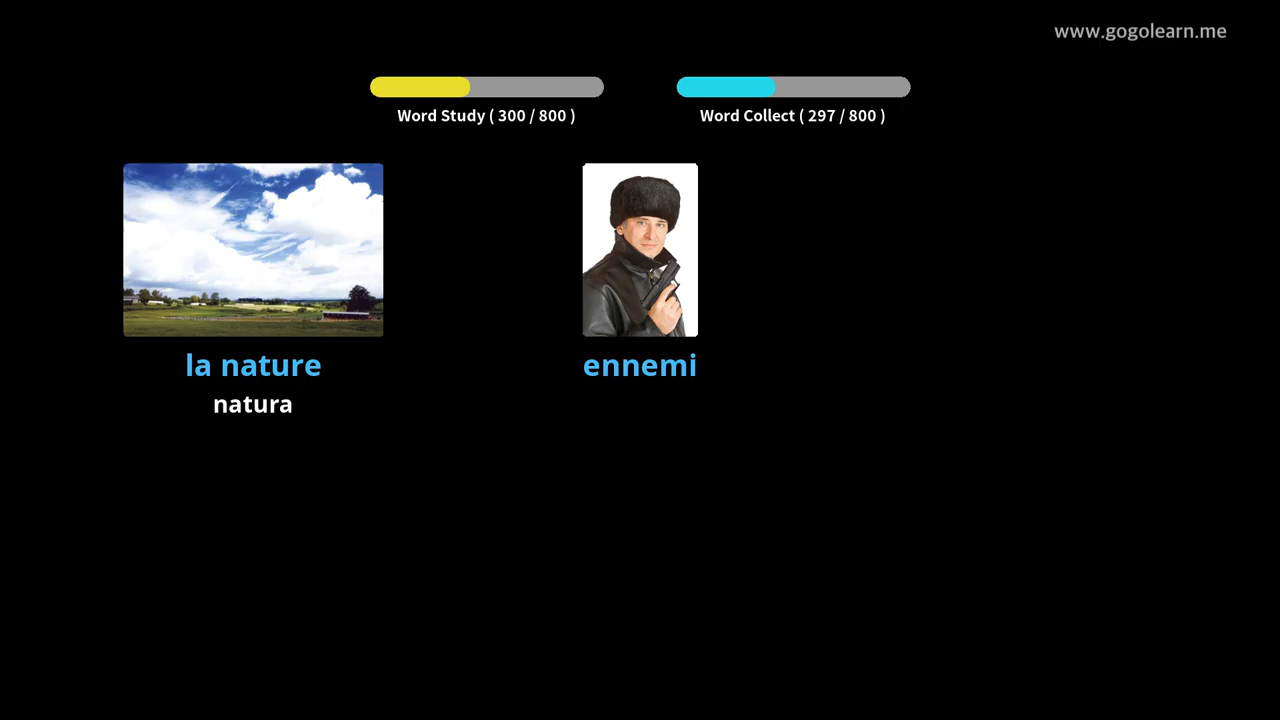 www.gogolearn.me
Word Study ( 300 / 800 )
Word Collect ( 297 / 800 )
la nature
natura
ennemi